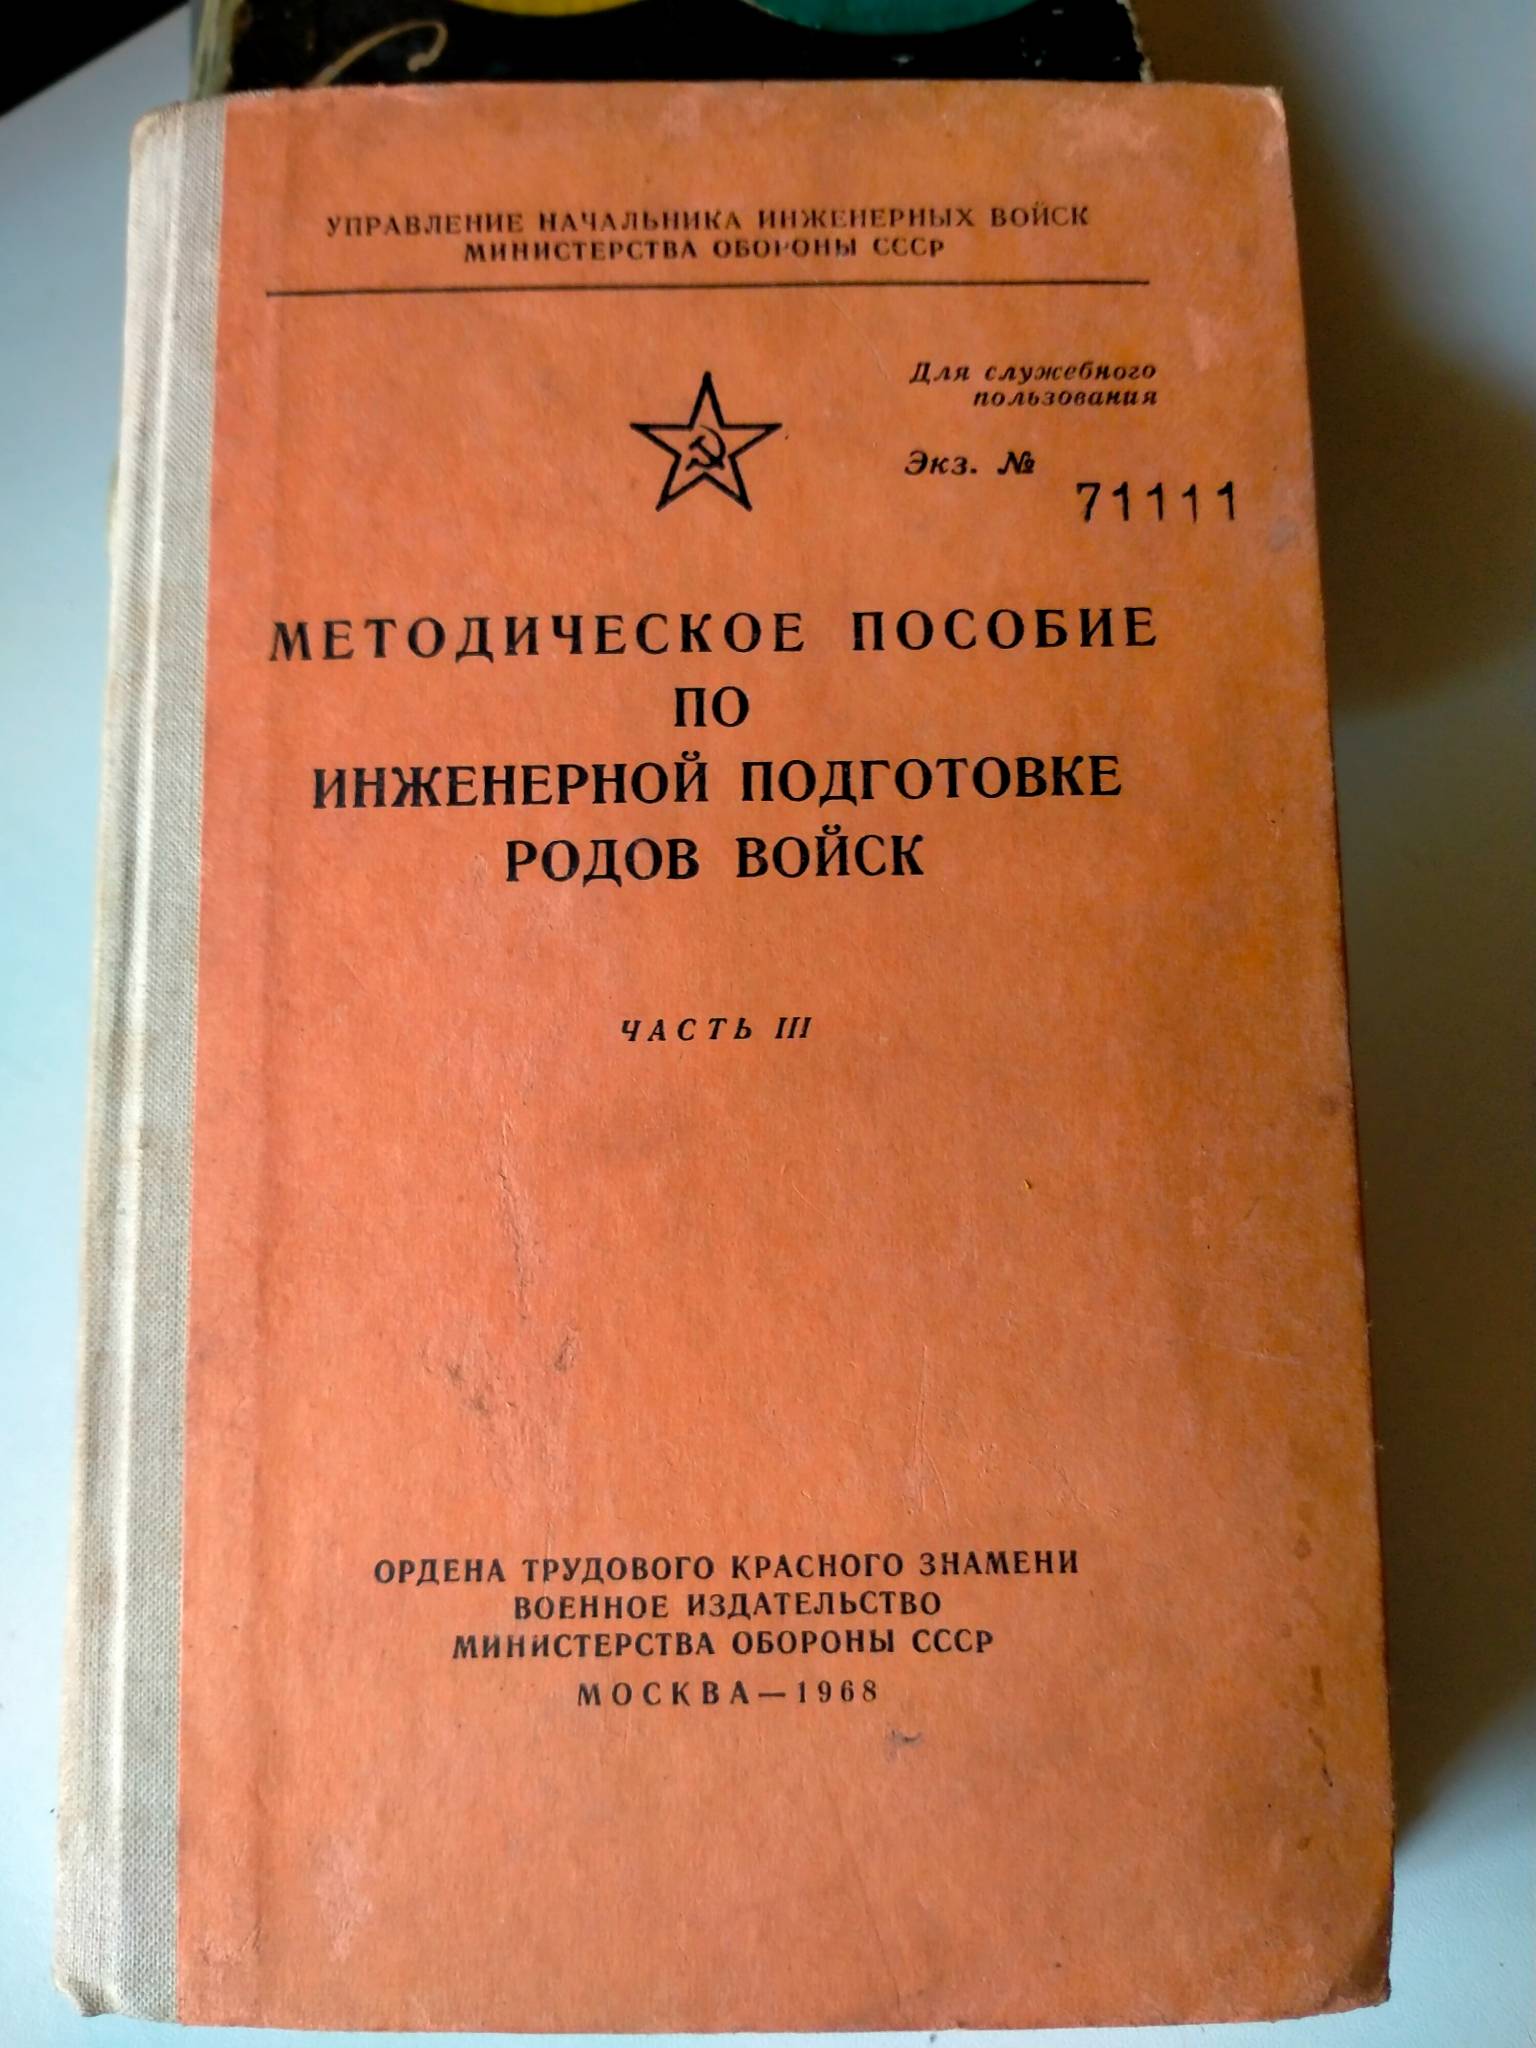 УПРАВЛЕНИЕ НАЧАЛЬНИКА ИНЖЕНЕРНЫХ ВОЙСК
МИНИСТЕРСТВА ОБОРОНЫ СССР
Для служебного
пользования
Экз. №
71111
МЕТОДИЧЕСКОЕ ПОСОБИЕ
ПО
ИНЖЕНЕРНОЙ ПОДГОТОВКЕ
РОДОВ ВОЙСК
ЧАСТЬ III
ОРДЕНА ТРУДОВОГО КРАСНОГО ЗНАМЕНИ
ВОЕННОЕ ИЗДАТЕЛЬСТВО
МИНИСТЕРСТВА ОБОРОНЫ СССР
МОСКВА—1968